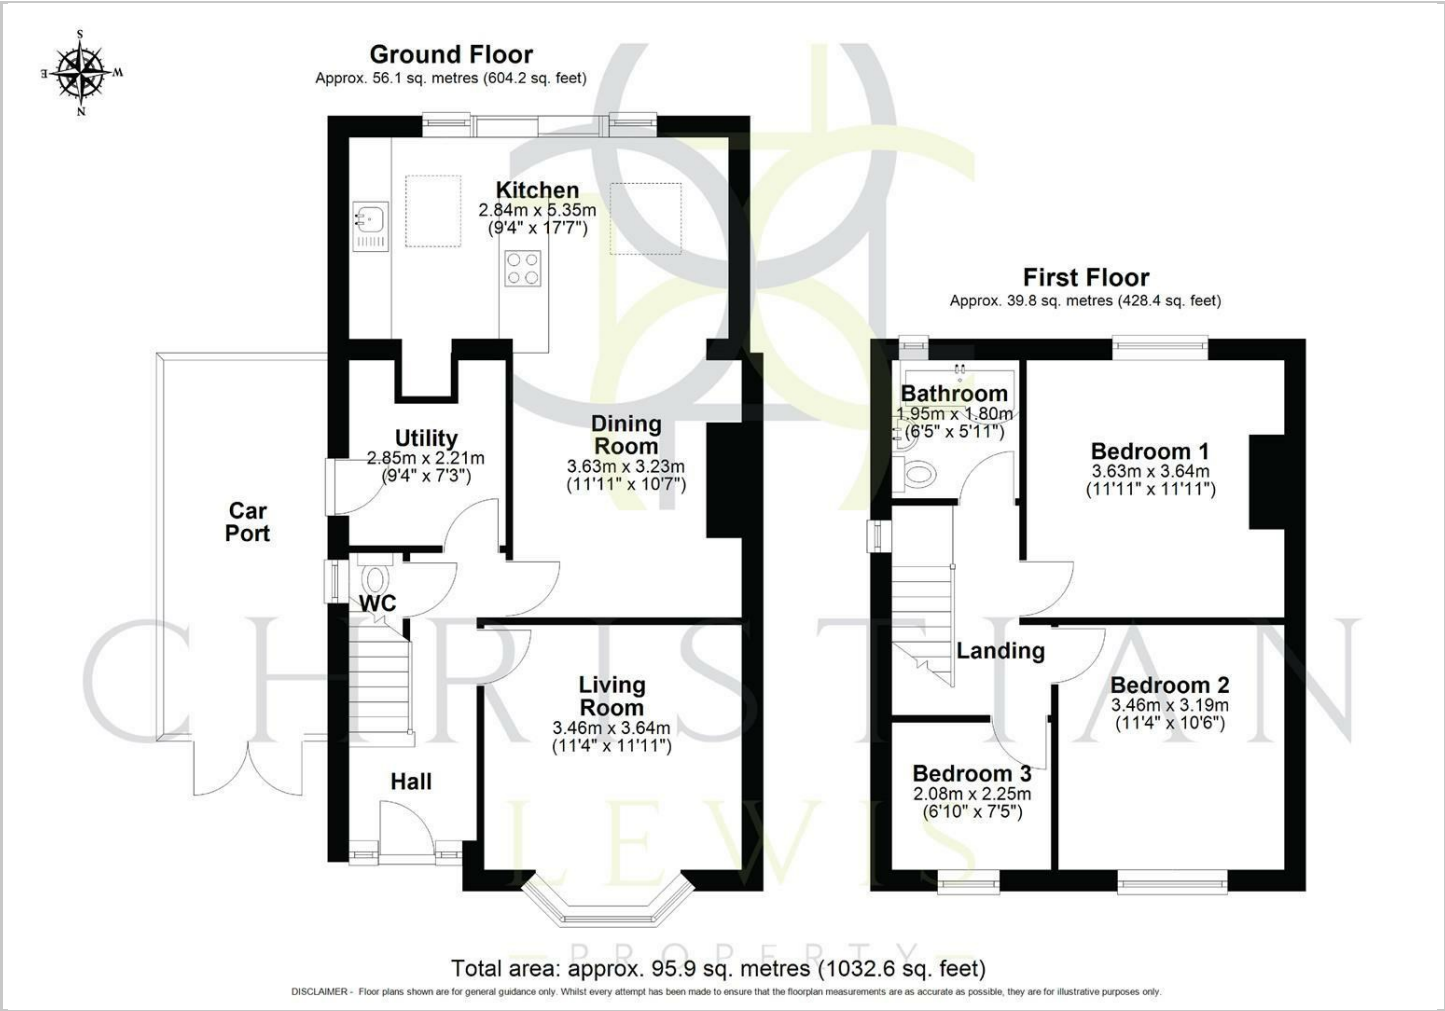 S
E
W
N
Ground Floor
Approx. 56.1 sq. metres (604.2 sq. feet)
Kitchen
2.84m x 5.35m
(9'4" x 17'7")
First Floor
Approx. 39.8 sq. metres (428.4 sq. feet)
Utility
2.85m x 2.21m
(9'4" x 7'3")
Dining
Room
3.63m x 3.23m
(11'11" x 10'7")
Bathroom
1.95m x 1.80m
(6'5" x 5'11")
Bedroom 1
3.63m x 3.64m
(11'11" x 11'11")
Car
Port
WC
Living
Room
3.46m x 3.64m
(11'4" x 11'11")
Landing
Bedroom 2
3.46m x 3.19m
(11'4" x 10'6")
Hall
Bedroom 3
2.08m x 2.25m
(6'10" x 7'5")
CHRISTIAN
LEWIS
PROPERTY
Total area: approx. 95.9 sq. metres (1032.6 sq. feet)
DISCLAIMER - Floor plans shown are for general guidance only. Whilst every attempt has been made to ensure that the floorplan measurements are as accurate as possible, they are for illustrative purposes only.